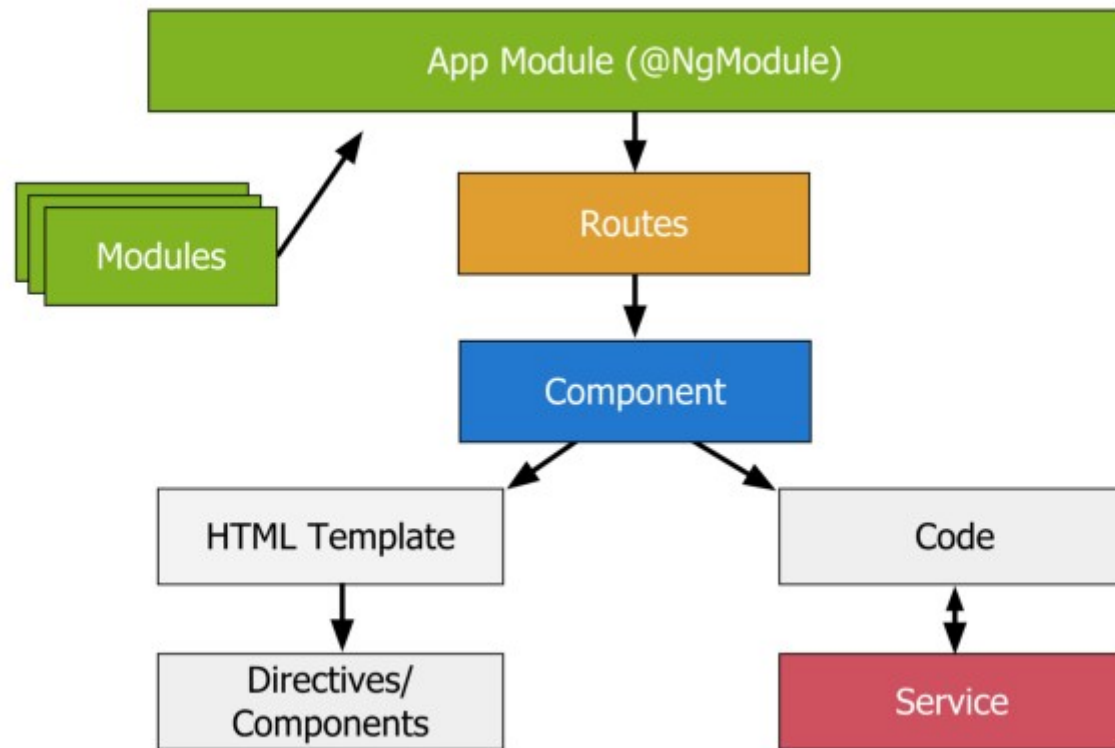 App Module (@NgModule)
Modules
Routes
Component
HTML Template
Code
Directives/
Components
Service